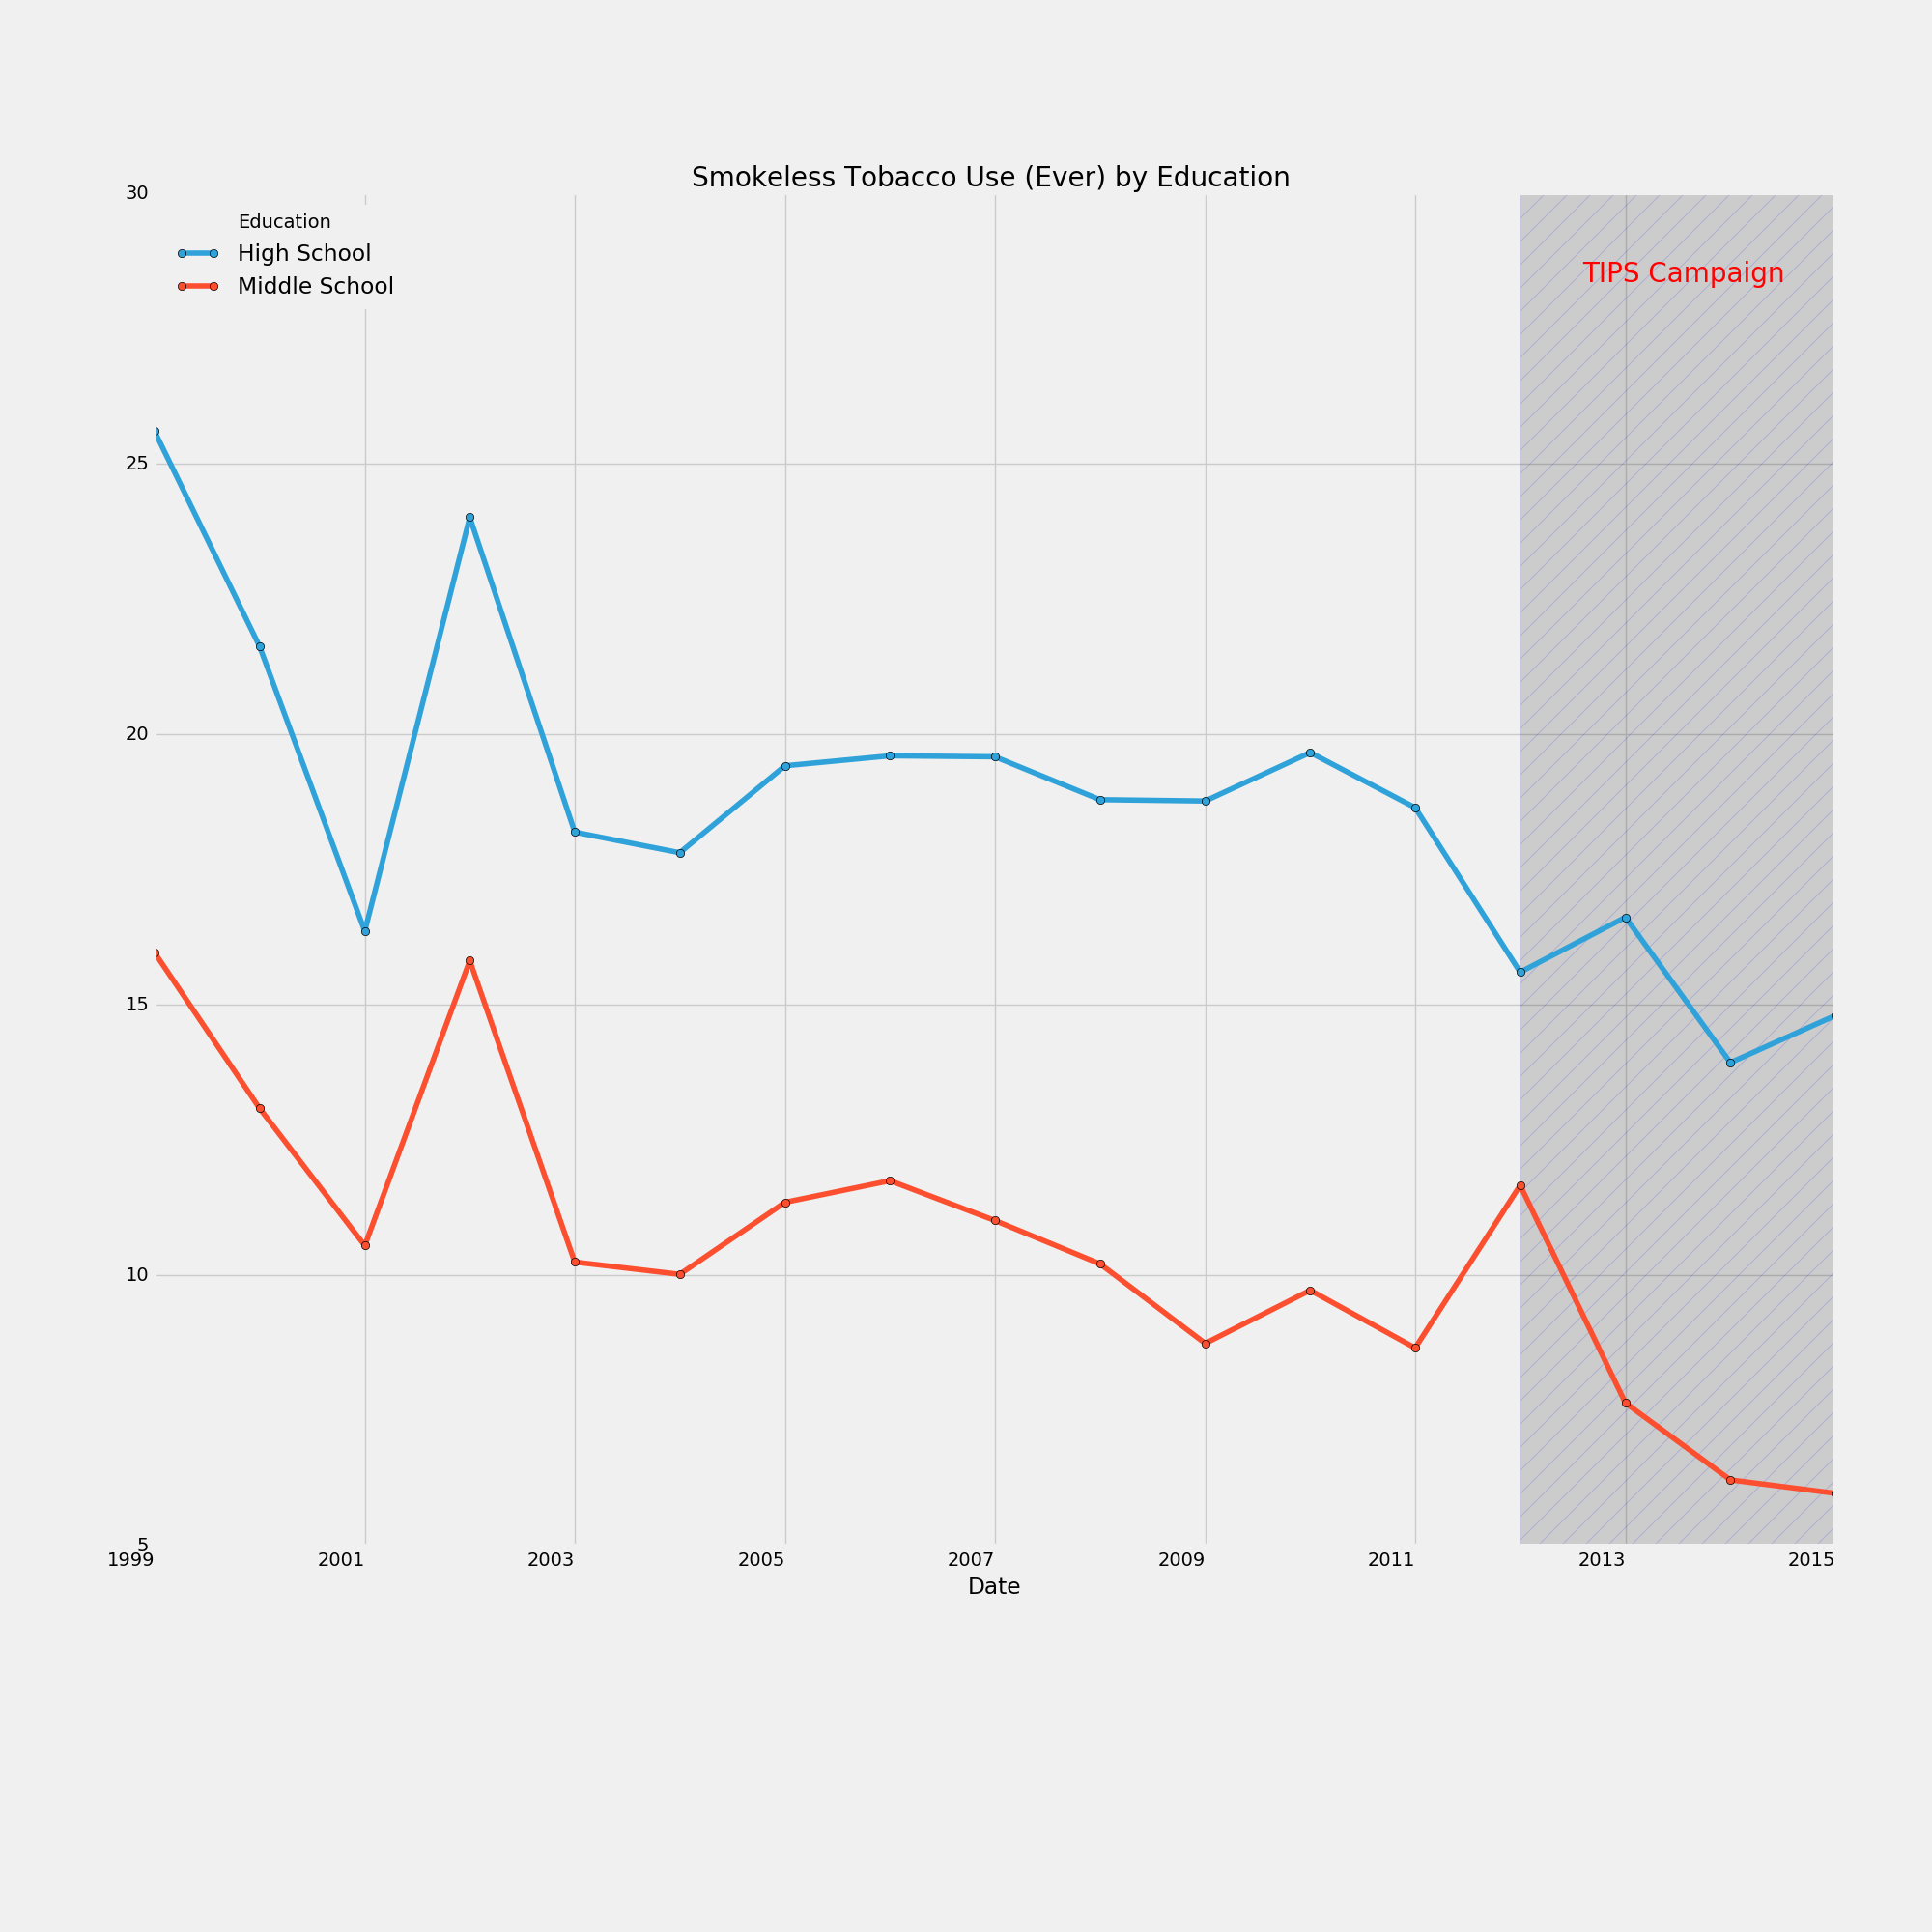 Smokeless Tobacco Use (Ever) by Education
30
Education
High School
Middle School
TIPS Campaign
25
20
15
10
5
1999 2001 2003 2005 2007 2009 2011 2013 2015
Date